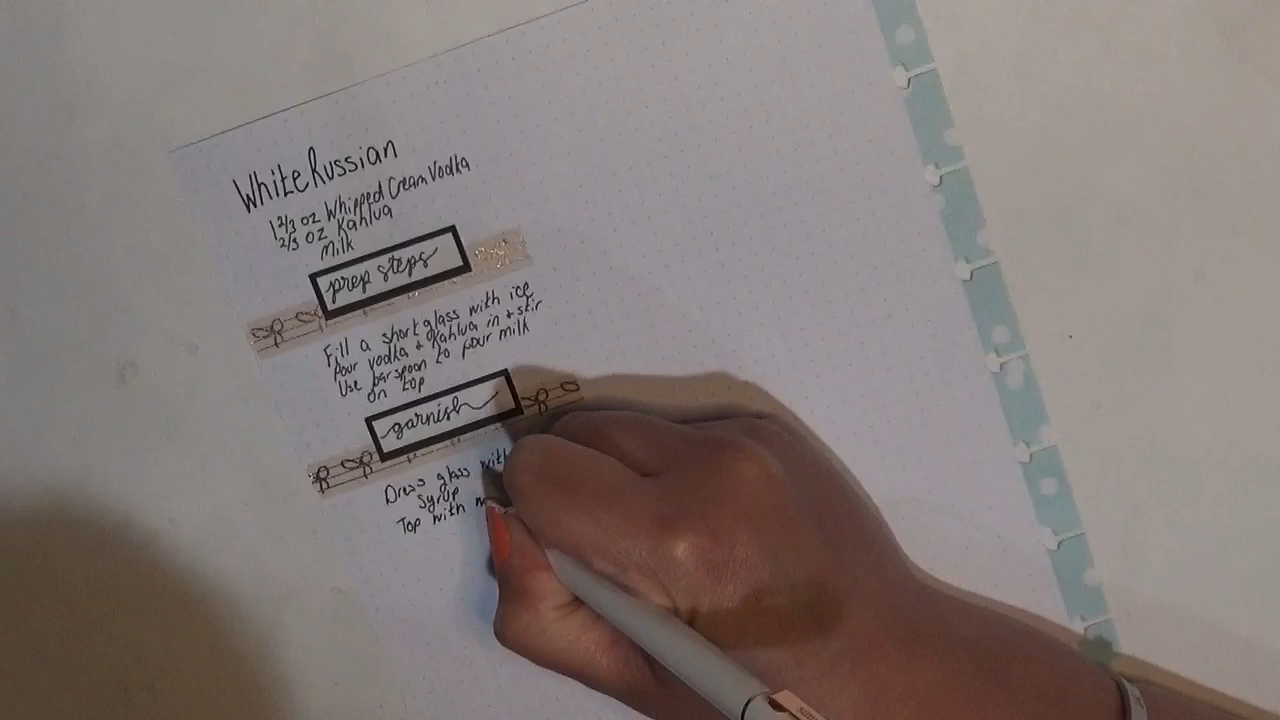 White Russian
1 2/3 oz Whipped Cream Vodka
2/3 oz Kahlua
Milk
prep steps
Fill a short glass with ice
Pour vodka & Kahlua in & stir
Use bar spoon to pour milk
on top
garnish
Dress glass with
Syrup
Top with